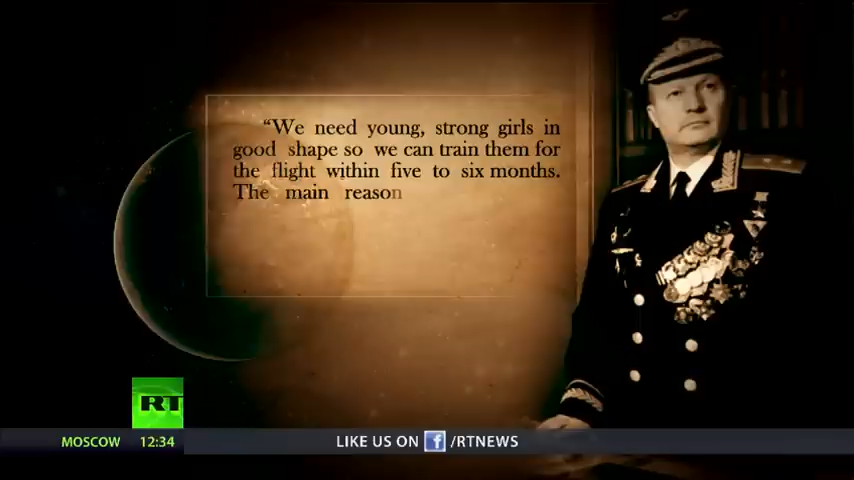 “We need young, strong girls in
good shape so we can train them for
the flight within five to six months.
The main reason
RT
MOSCOW 12:34 LIKE US ON f /RTNEWS